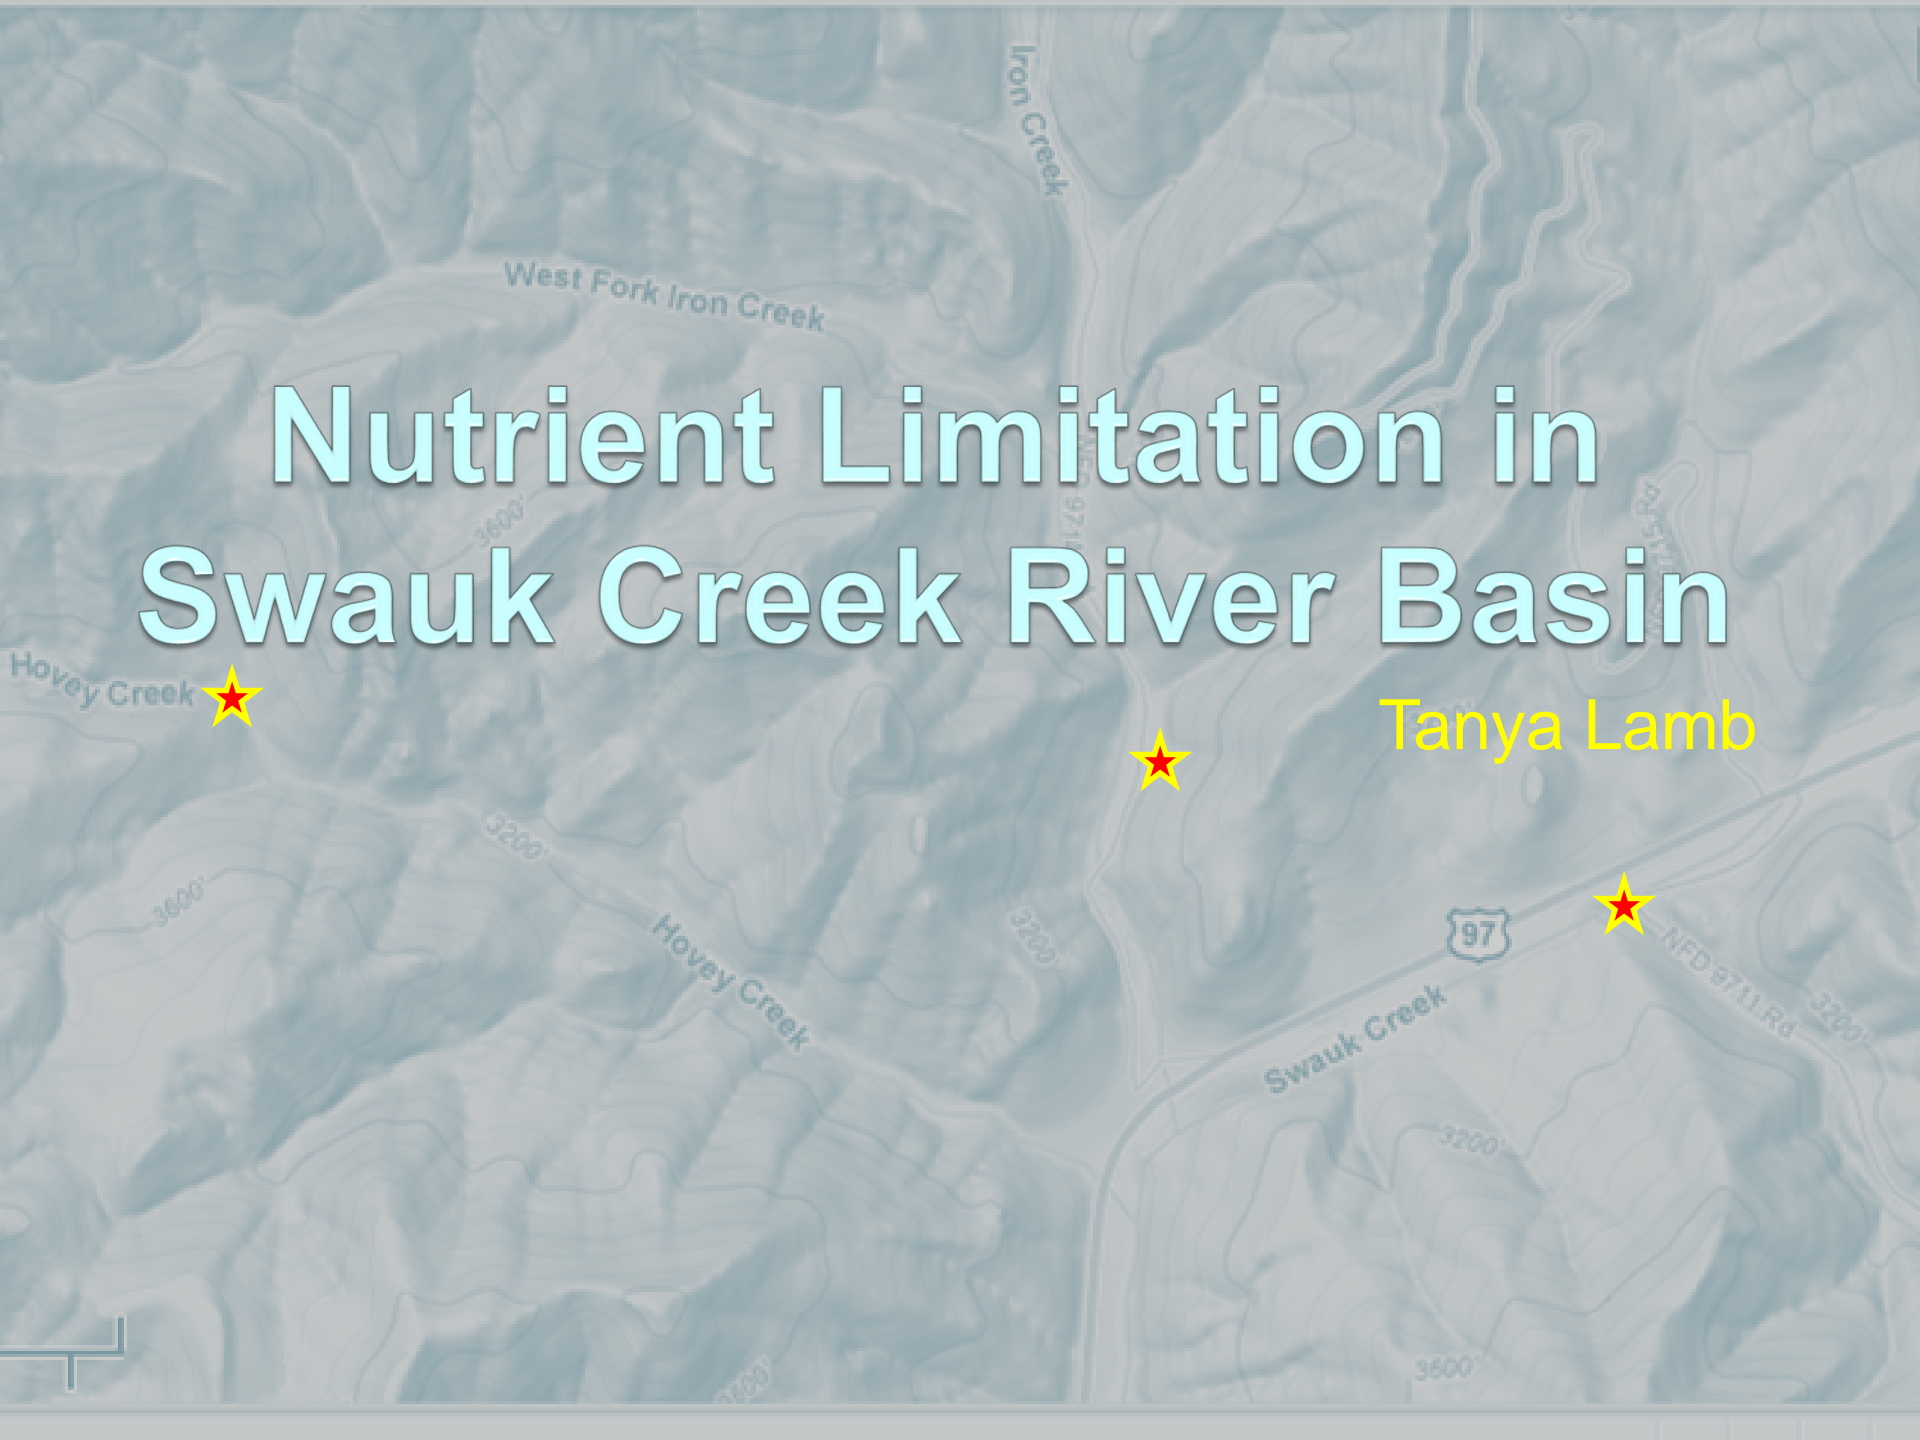 Iron Creek
West Fork Iron Creek
Nutrient Limitation in
3600'
Swauk Creek River Basin
Hovey Creek
Tanya Lamb
3200'
3600'
Hovey Creek
3200'
97
NFD 9711 Rd
Swauk Creek
3200'
3200'
3600'